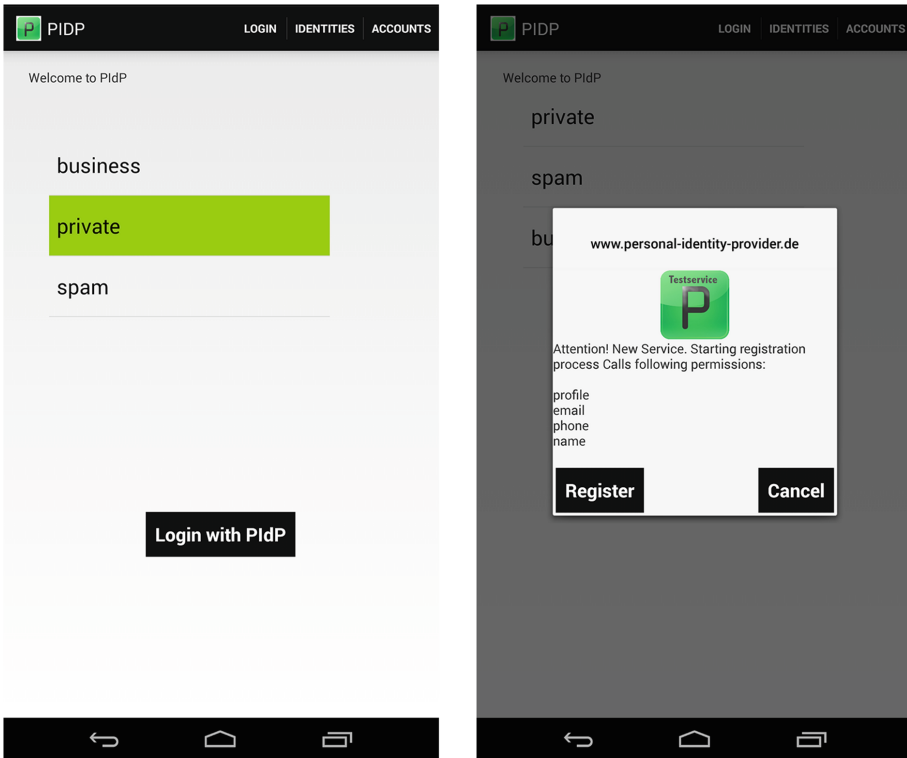 P PIDP LOGIN IDENTITIES ACCOUNTS
Welcome to PIdP
business
private
spam
Login with PIdP
P PIDP LOGIN IDENTITIES ACCOUNTS
Welcome to PIdP
private
spam
bu
www.personal-identity-provider.de
Testservice
P
Attention! New Service. Starting registration
process Calls following permissions:
profile
email
phone
name
Register Cancel